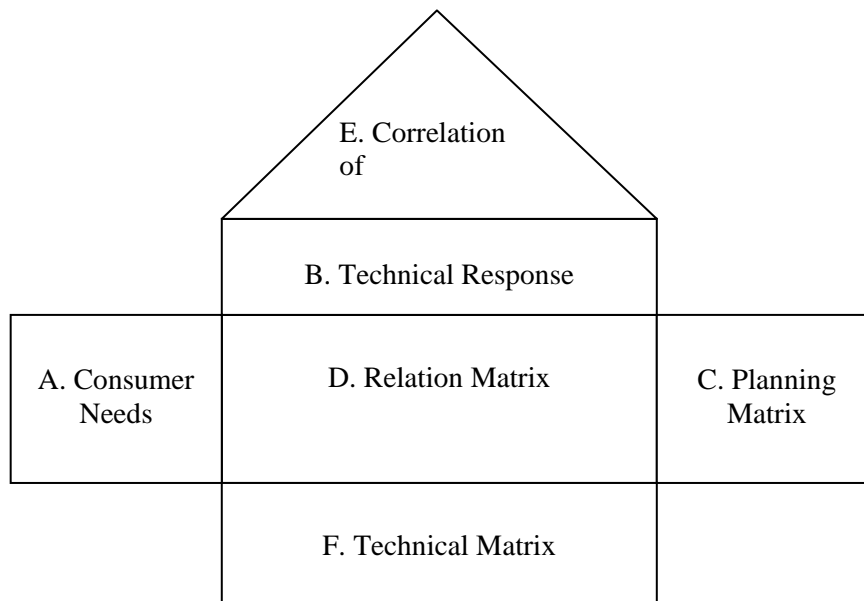 E. Correlation
of
B. Technical Response
A. Consumer
Needs
D. Relation Matrix
C. Planning
Matrix
F. Technical Matrix